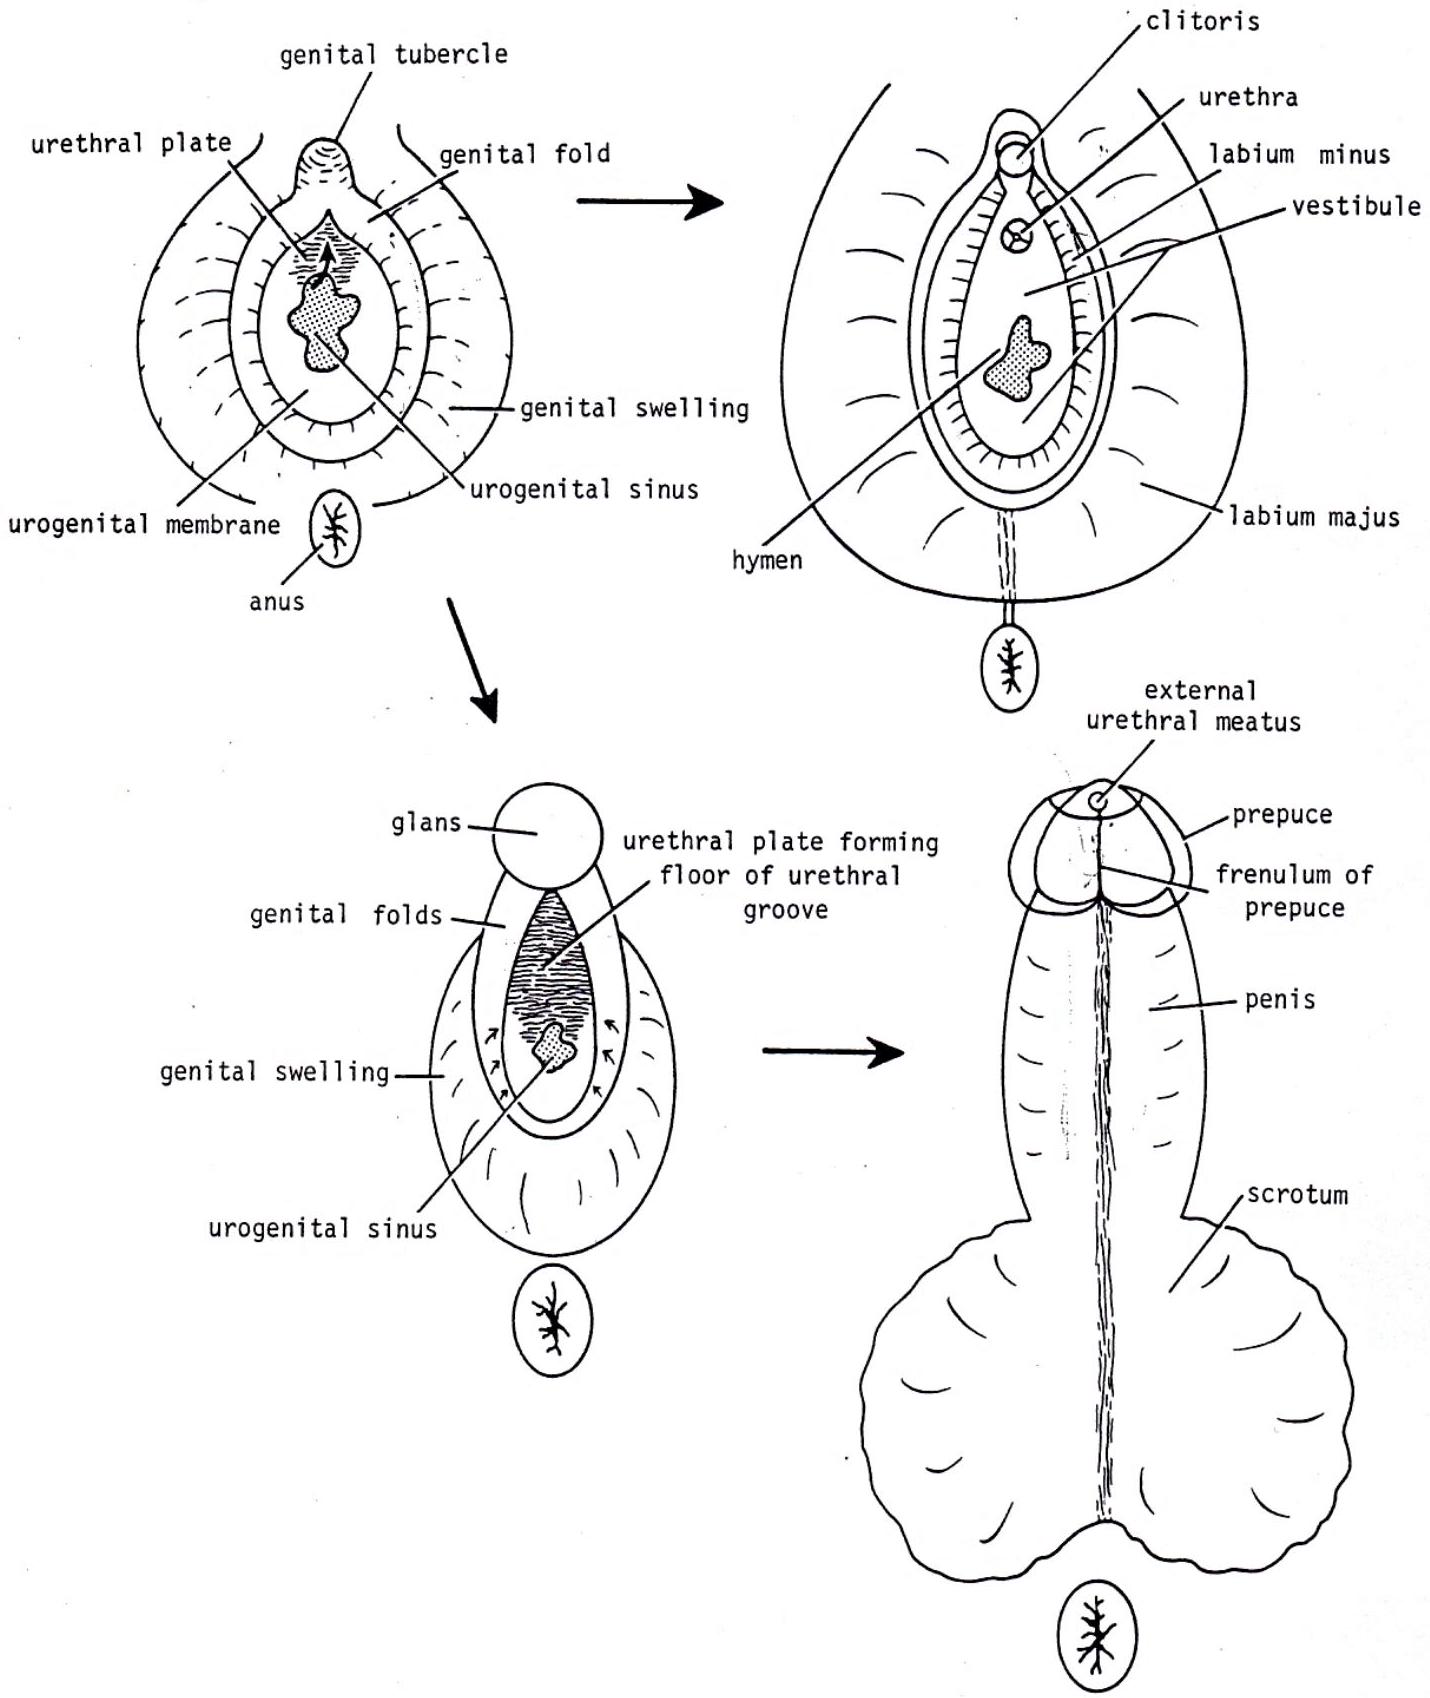 genital tubercle
urethral plate
genital fold
genital swelling
urogenital sinus
urogenital membrane
anus
clitoris
urethra
labium minus
vestibule
labium majus
hymen
glans
urethral plate forming
floor of urethral
groove
genital folds
genital swelling
urogenital sinus
external
urethral meatus
prepuce
frenulum of
prepuce
penis
scrotum